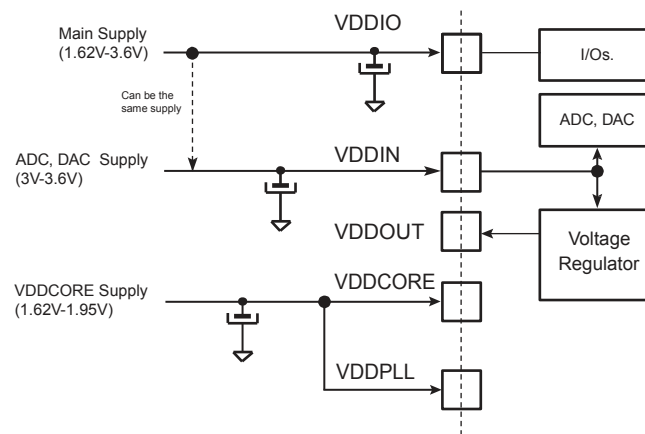 Main Supply
(1.62V-3.6V)
VDDIO
I/Os.
Can be the
same supply
ADC, DAC
ADC, DAC  Supply
(3V-3.6V)
VDDIN
VDDOUT
Voltage
Regulator
VDDCORE Supply
(1.62V-1.95V)
VDDCORE
VDDPLL